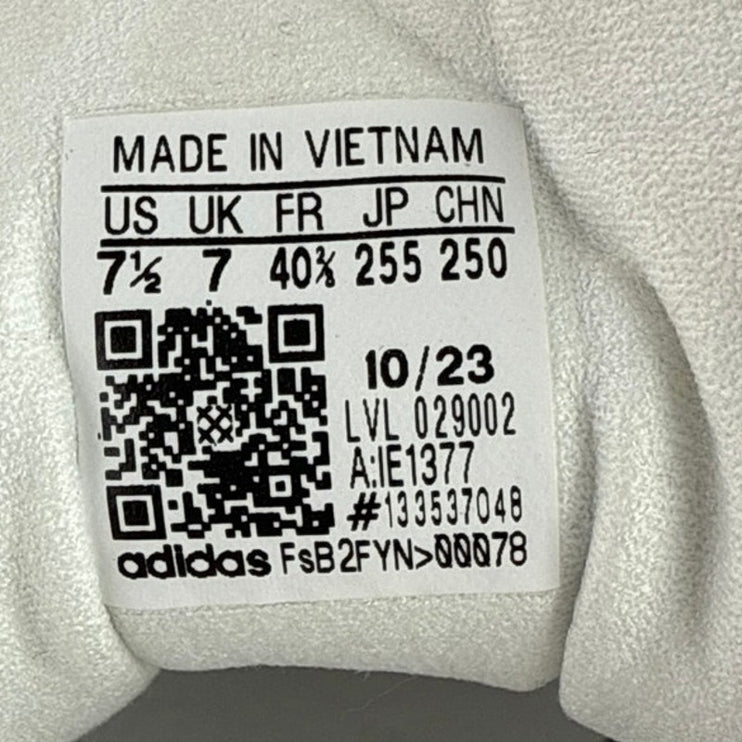 MADE IN VIETNAM
US UK FR JP CHN
7½ 7 40⅔ 255 250
10/23
LVL 029002
A:IE1377
#133537048
adidas FsB2FYN>00078